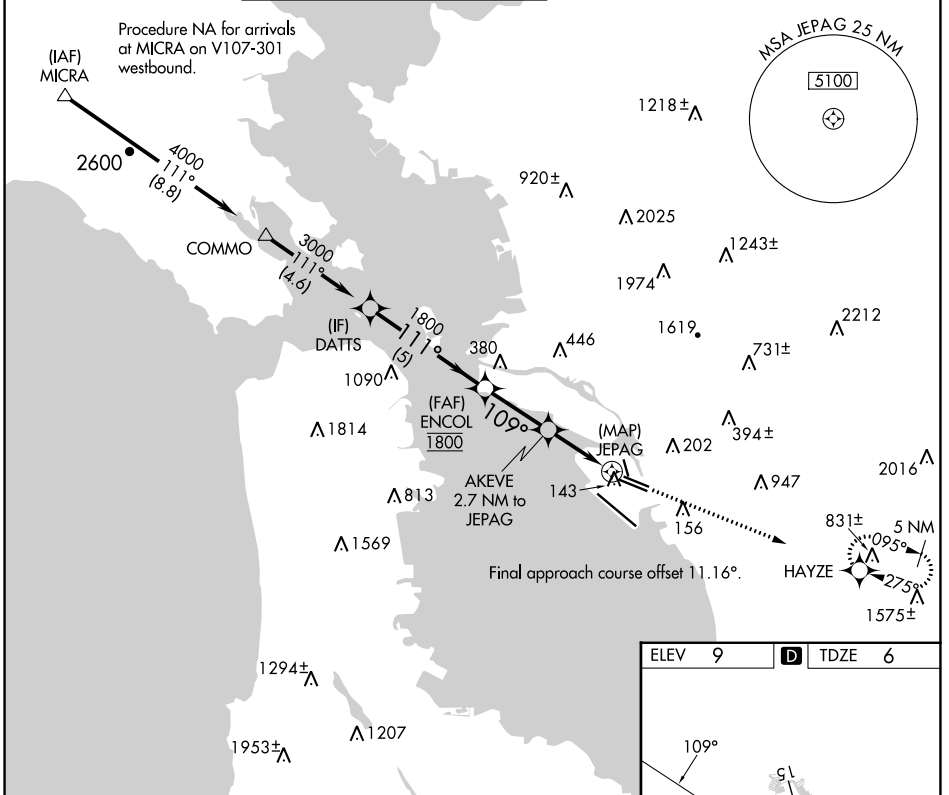 Procedure NA for arrivals
at MICRA on V107-301
westbound.
(IAF)
MICRA
MSA JEPAG 25 NM
5100
1218±
2600
4000
111°
(8.8)
920±
2025
COMMO
3000
111°
(4.6)
1243±
1974
(IF)
DATTS
1800
111°
(5)
2212
1619
446
380
731±
1090
(FAF)
ENCOL
1800
109°
394±
1814
(MAP)
JEPAG
202
2016
AKEVE
2.7 NM to
JEPAG
143
947
813
156
831±
5 NM
095°
1569
Final approach course offset 11.16°.
HAYZE
275°
1575±
ELEV 9 D TDZE 6
1294±
1207
1953±
109°
15